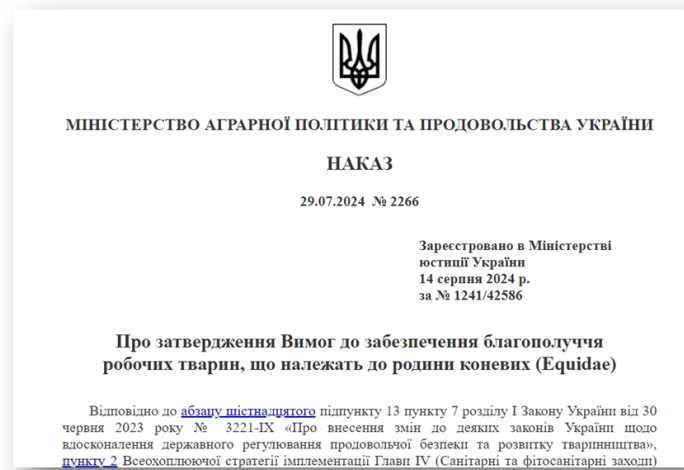 МІНІСТЕРСТВО АГРАРНОЇ ПОЛІТИКИ ТА ПРОДОВОЛЬСТВА УКРАЇНИ
НАКАЗ
29.07.2024 № 2266
Зареєстровано в Міністерстві
юстиції України
14 серпня 2024 р.
за № 1241/42586
Про затвердження Вимог до забезпечення благополуччя
робочих тварин, що належать до родини коневих (Equidae)
Відповідно до абзацу шістнадцятого підпункту 13 пункту 7 розділу I Закону України від 30
червня 2023 року № 3221-IX «Про внесення змін до деяких законів України щодо
вдосконалення державного регулювання продовольчої безпеки та розвитку тваринництва»,
пункту 2 Всеохоплюючої стратегії імплементації Глави IV (Санітарні та фітосанітарні заходи)